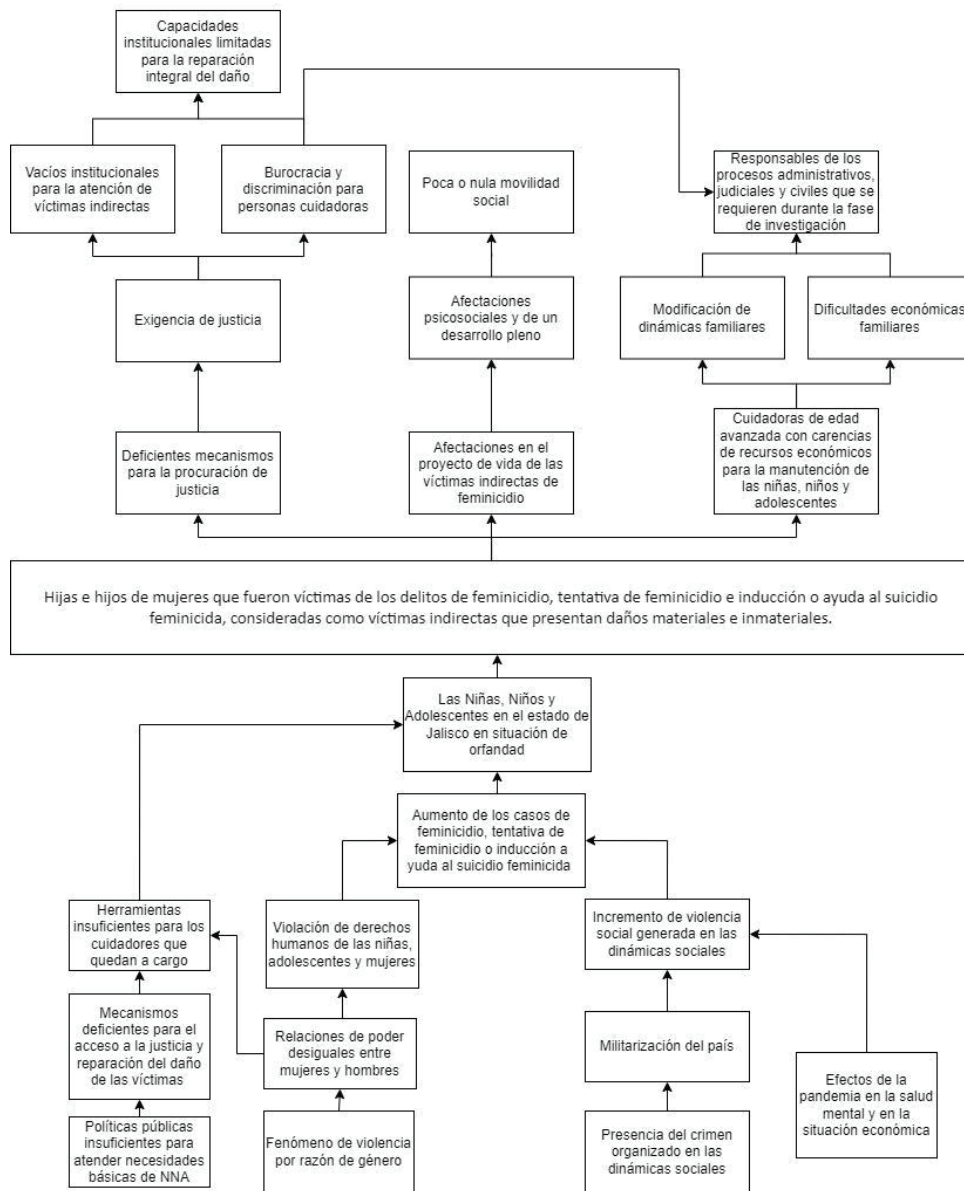 Capacidades
institucionales limitadas
para la reparación
integral del daño
Vacíos institucionales
para la atención de
víctimas indirectas
Burocracia y
discriminación para
personas cuidadoras
Poca o nula movilidad
social
Responsables de los
procesos administrativos,
judiciales y civiles que se
requieren durante la fase
de investigación
Exigencia de justicia
Afectaciones
psicosociales y de un
desarrollo pleno
Modificación de
dinámicas familiares
Dificultades económicas
familiares
Deficientes mecanismos
para la procuración de
justicia
Afectaciones en el
proyecto de vida de las
víctimas indirectas de
feminicidio
Cuidadoras de edad
avanzada con carencias
de recursos económicos
para la manutención de
las niñas, niños y
adolescentes
Hijas e hijos de mujeres que fueron víctimas de los delitos de feminicidio, tentativa de feminicidio e inducción o ayuda al suicidio
feminicida, consideradas como víctimas indirectas que presentan daños materiales e inmateriales.
Las Niñas, Niños y
Adolescentes en el estado de
Jalisco en situación de
orfandad
Aumento de los casos de
feminicidio, tentativa de
feminicidio o inducción a
yuda al suicidio feminicida
Herramientas
insuficientes para los
cuidadores que
quedan a cargo
Violación de derechos
humanos de las niñas,
adolescentes y mujeres
Incremento de violencia
social generada en las
dinámicas sociales
Mecanismos
deficientes para el
acceso a la justicia y
reparación del daño
de las víctimas
Relaciones de poder
desiguales entre
mujeres y hombres
Militarización del país
Efectos de la
pandemia en la salud
mental y en la
situación económica
Políticas públicas
insuficientes para
atender necesidades
básicas de NNA
Fenómeno de violencia
por razón de género
Presencia del crimen
organizado en las
dinámicas sociales